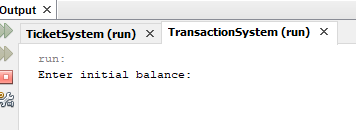 Output ×
TicketSystem (run) × TransactionSystem (run) ×
run:
Enter initial balance: